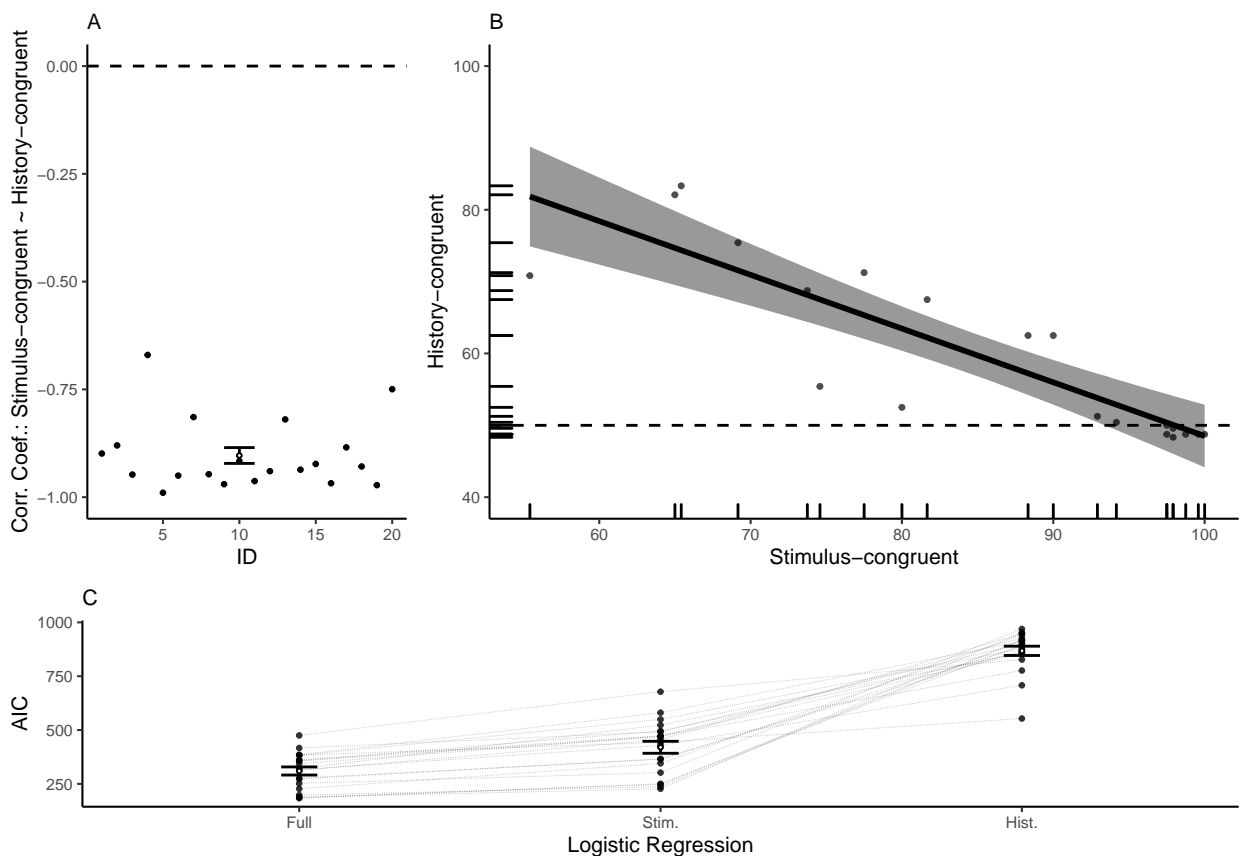 A
Corr. Coef.: Stimulus−congruent ~ History−congruent
0.00
−0.25
−0.50
−0.75
−1.00
5
10
15
20
ID
B
History−congruent
100
80
60
40
60
70
80
90
100
Stimulus−congruent
C
AIC
1000
750
500
250
Full
Stim.
Hist.
Logistic Regression